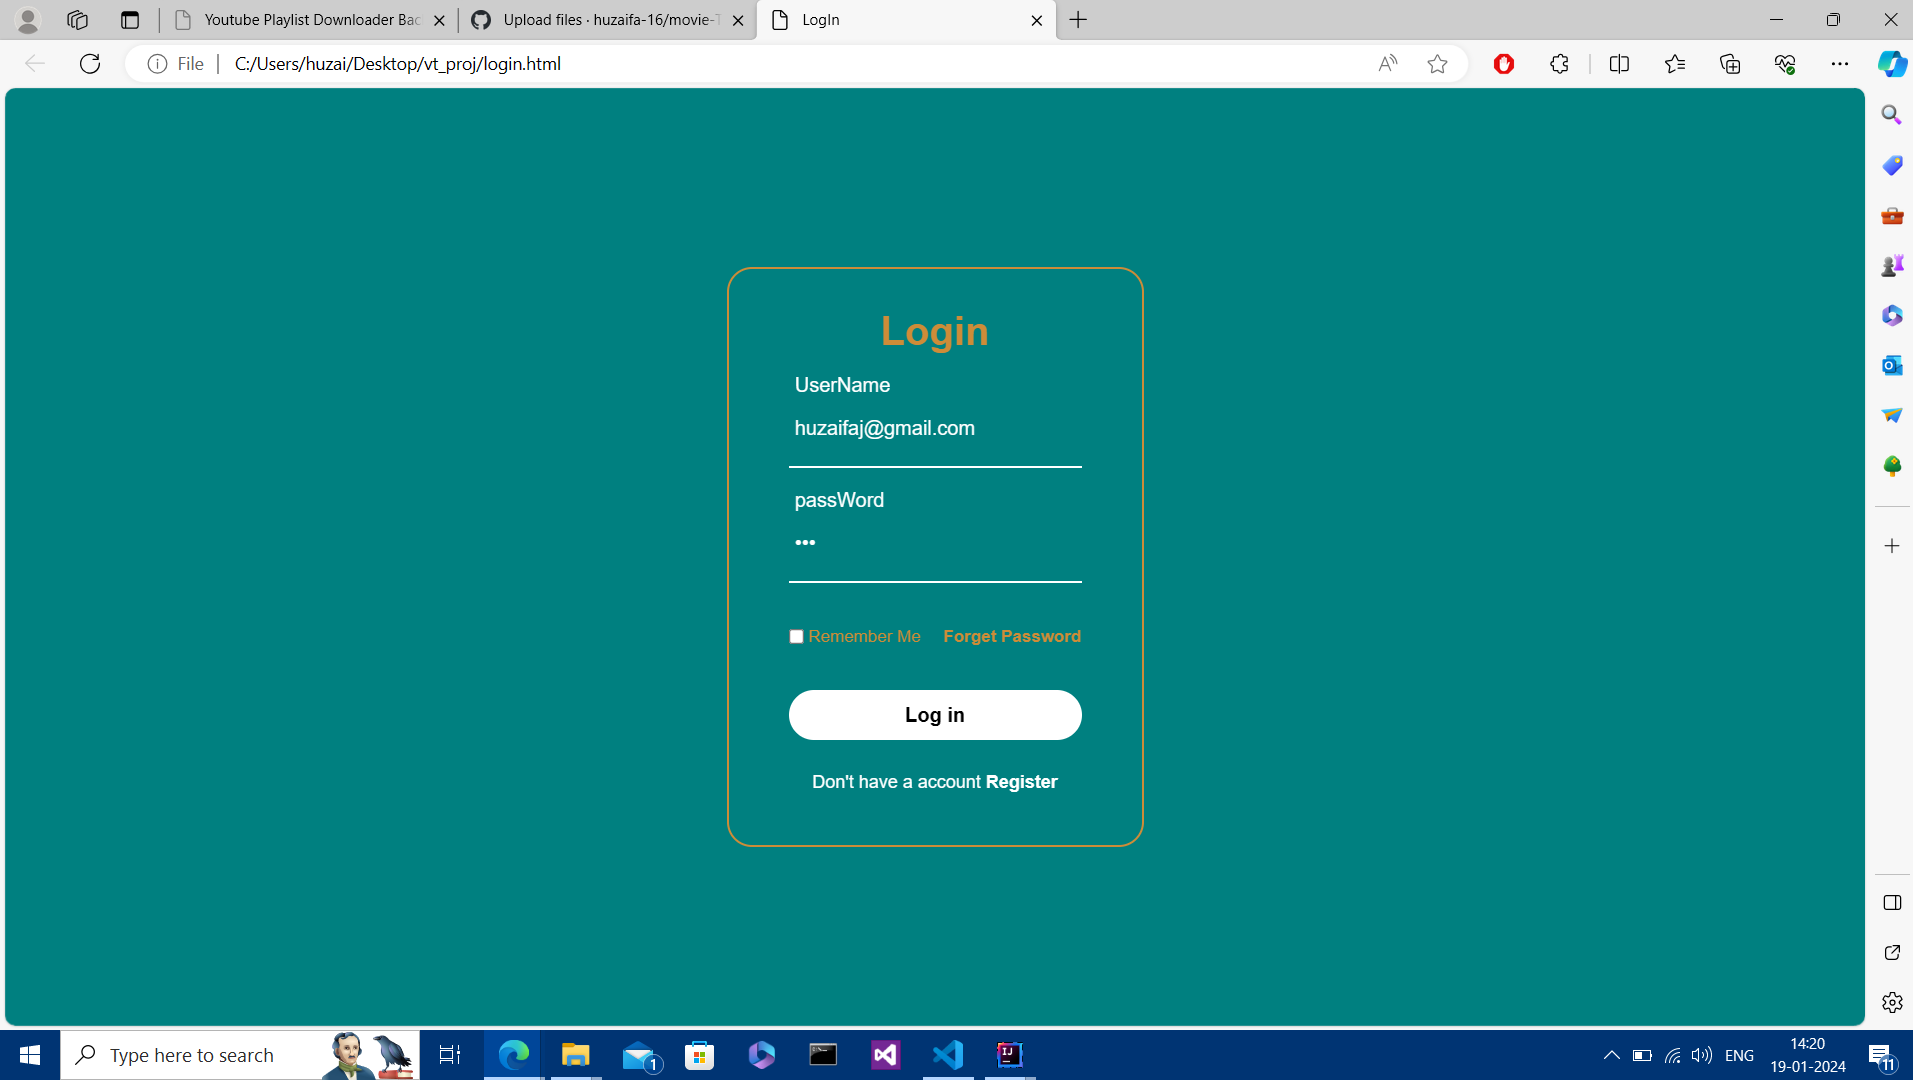 Youtube Playlist Downloader Bac
Upload files · huzaifa-16/movie-T
LogIn
File
C:/Users/huzai/Desktop/vt_proj/login.html
Login
UserName
huzaifaj@gmail.com
passWord
•••
Remember Me Forget Password
Log in
Don't have a account Register
Type here to search
1
IJ
ENG
14:20
19-01-2024
11